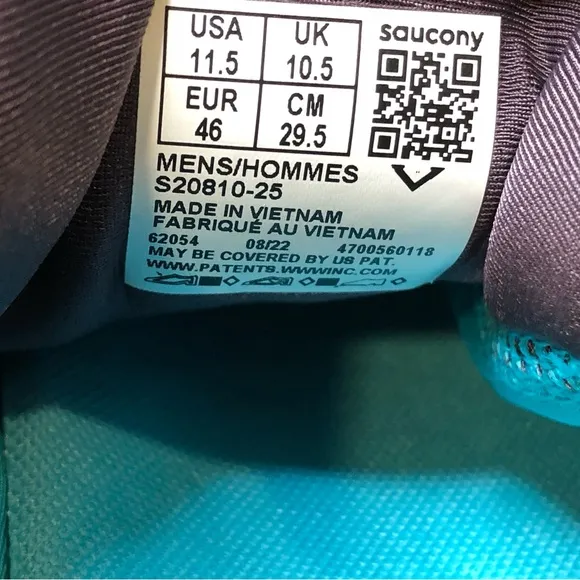 USA 11.5 UK 10.5 saucony
EUR 46 CM 29.5
MENS/HOMMES
S20810-25
MADE IN VIETNAM
FABRIQUÉ AU VIETNAM
62054 08/22 4700560118
MAY BE COVERED BY US PAT.
WWW.PATENTS.WWWINC.COM